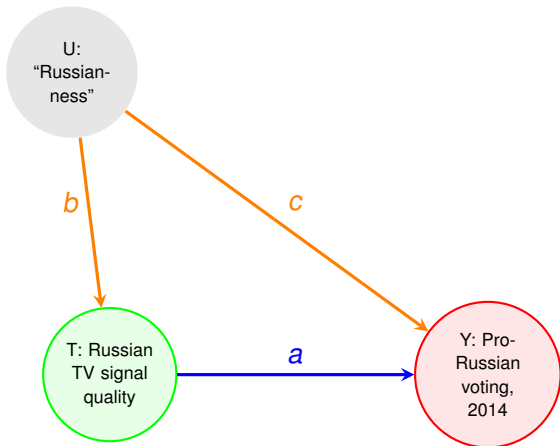 U:
“Russian-
ness”
b
c
T: Russian
TV signal
quality
a
Y: Pro-
Russian
voting,
2014